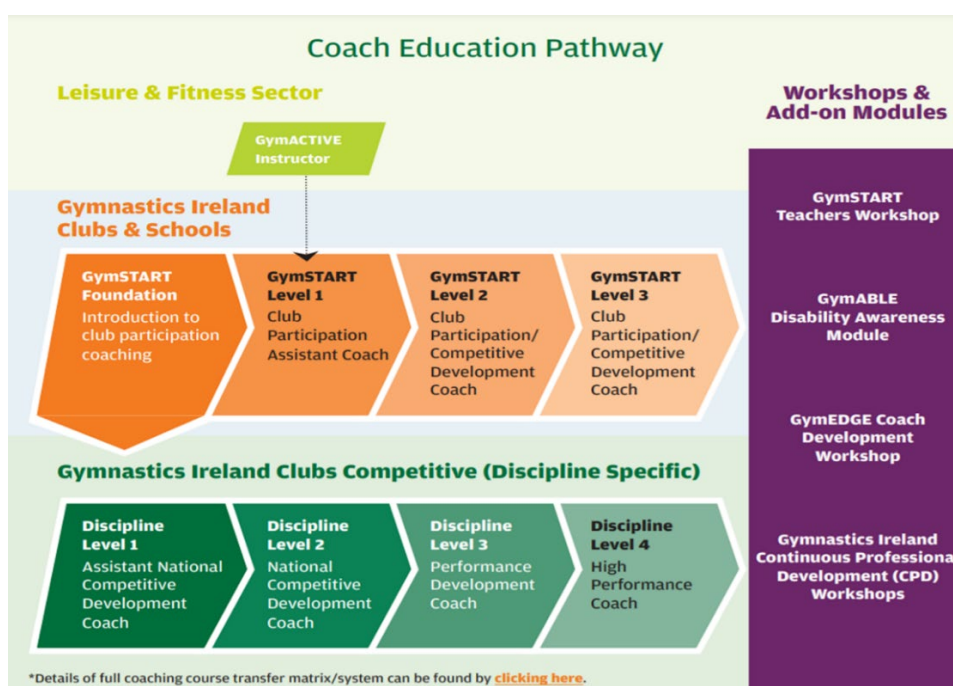 Coach Education Pathway
Leisure & Fitness Sector
GymACTIVE
Instructor
Gymnastics Ireland
Clubs & Schools
GymSTART
Foundation
Introduction to
club participation
coaching
GymSTART
Level 1
Club
Participation
Assistant Coach
GymSTART
Level 2
Club
Participation/
Competitive
Development
Coach
GymSTART
Level 3
Club
Participation/
Competitive
Development
Coach
Gymnastics Ireland Clubs Competitive (Discipline Specific)
Discipline
Level 1
Assistant National
Competitive
Development
Coach
Discipline
Level 2
National
Competitive
Development
Coach
Discipline
Level 3
Performance
Development
Coach
Discipline
Level 4
High
Performance
Coach
Workshops &
Add-on Modules
GymSTART
Teachers Workshop
GymABLE
Disability Awareness
Module
GymEDGE Coach
Development
Workshop
Gymnastics Ireland
Continuous Professiona
Development (CPD)
Workshops
*Details of full coaching course transfer matrix/system can be found by clicking here.